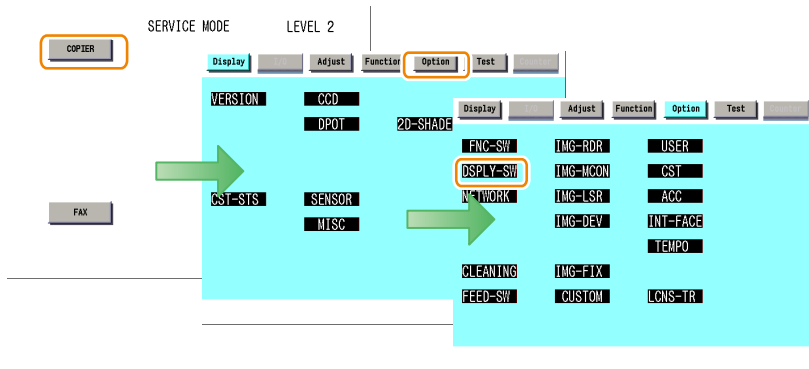 SERVICE MODE LEVEL 2
COPIER
FAX
Display I/O Adjust Function Option Test Counter
VERSION CCD
DPOT 2D-SHADE
CST-STS SENSOR
MISC
Display Adjust Function Option Test Counter
FNC-SW IMG-RDR USER
DSPLY-SW IMG-MCON CST
NETWORK IMG-LSR ACC
IMG-DEV INT-FACE
TEMPO
CLEANING IMG-FIX
FEED-SW CUSTOM LCNS-TR